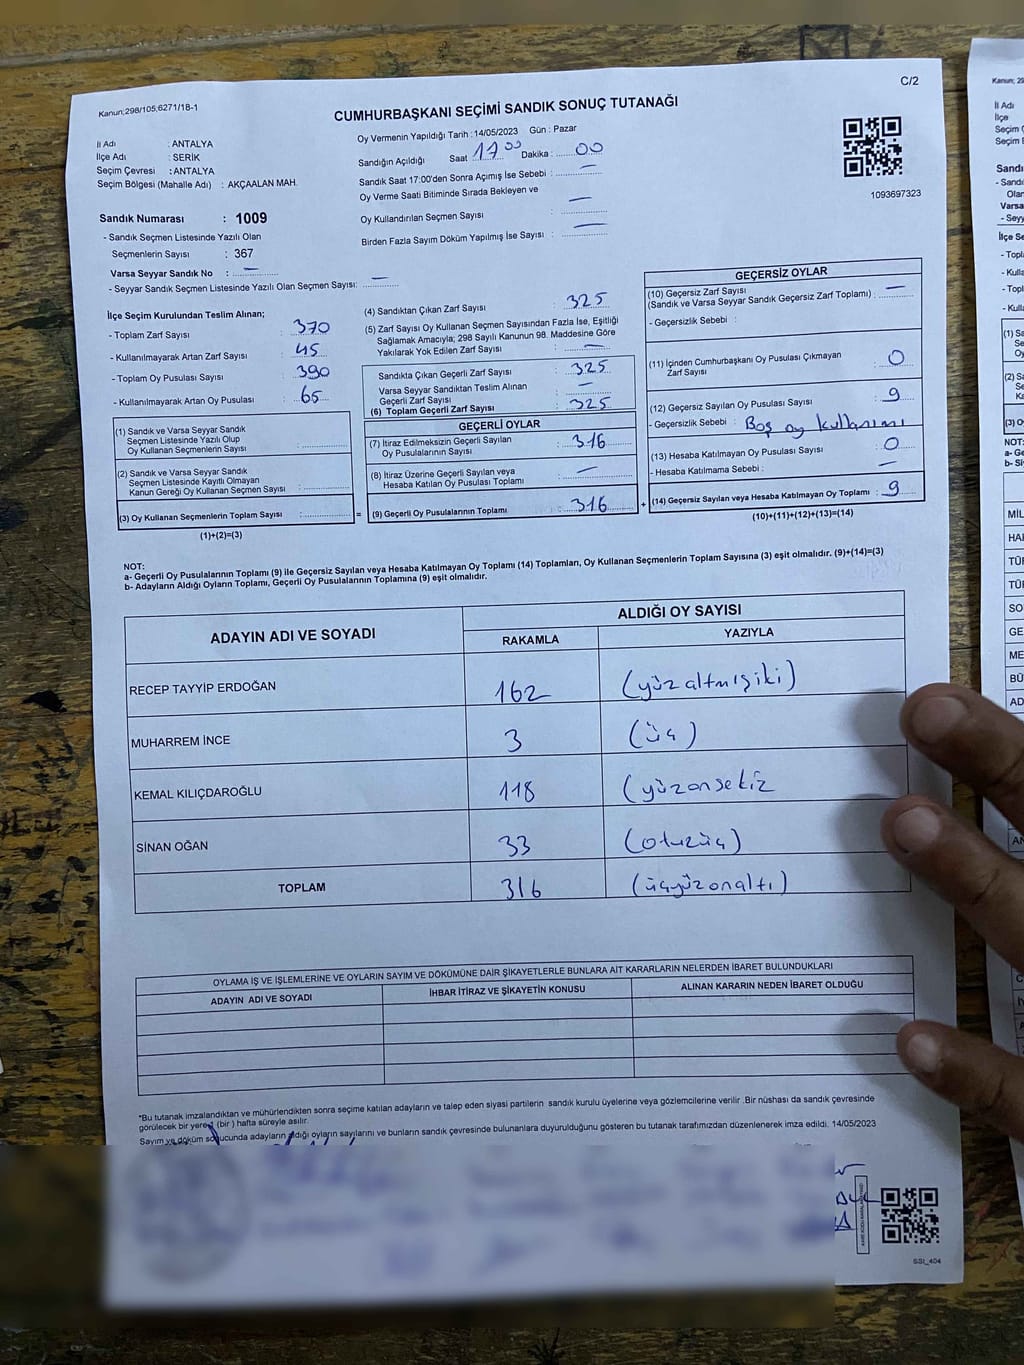 Kanun;298/105;6271/18-1
C/2
CUMHURBAŞKANI SEÇİMİ SANDIK SONUÇ TUTANAĞI
İl Adı : ANTALYA
İlçe Adı : SERİK
Seçim Çevresi : ANTALYA
Seçim Bölgesi (Mahalle Adı) : AKÇAALAN MAH.
Oy Vermenin Yapıldığı Tarih : 14/05/2023 Gün : Pazar
Sandığın Açıldığı Saat 17 00 Dakika : 00
Sandık Saat 17:00'den Sonra Açımış İse Sebebi : —
Oy Verme Saati Bitiminde Sırada Bekleyen ve
Oy Kullandırılan Seçmen Sayısı : —
Birden Fazla Sayım Döküm Yapılmış İse Sayısı : —
1093697323
Sandık Numarası : 1009
- Sandık Seçmen Listesinde Yazılı Olan
Seçmenlerin Sayısı : 367
Varsa Seyyar Sandık No : —
- Seyyar Sandık Seçmen Listesinde Yazılı Olan Seçmen Sayısı: —
İlçe Seçim Kurulundan Teslim Alınan;
- Toplam Zarf Sayısı : 370
- Kullanılmayarak Artan Zarf Sayısı : 45
- Toplam Oy Pusulası Sayısı : 390
- Kullanılmayarak Artan Oy Pusulası : 65
(1) Sandık ve Varsa Seyyar Sandık
Seçmen Listesinde Yazılı Olup
Oy Kullanan Seçmenlerin Sayısı :
(2) Sandık ve Varsa Seyyar Sandık
Seçmen Listesinde Kayıtlı Olmayan
Kanun Gereği Oy Kullanan Seçmen Sayısı :
(3) Oy Kullanan Seçmenlerin Toplam Sayısı : =
(1)+(2)=(3)
(4) Sandıktan Çıkan Zarf Sayısı : 325
(5) Zarf Sayısı Oy Kullanan Seçmen Sayısından Fazla İse, Eşitliği
Sağlamak Amacıyla; 298 Sayılı Kanunun 98. Maddesine Göre
Yakılarak Yok Edilen Zarf Sayısı : —
Sandıkta Çıkan Geçerli Zarf Sayısı : 325
Varsa Seyyar Sandıktan Teslim Alınan
Geçerli Zarf Sayısı : —
(6) Toplam Geçerli Zarf Sayısı : 325
GEÇERLİ OYLAR
(7) İtiraz Edilmeksizin Geçerli Sayılan
Oy Pusulalarının Sayısı : 316
(8) İtiraz Üzerine Geçerli Sayılan veya
Hesaba Katılan Oy Pusulası Toplamı : —
(9) Geçerli Oy Pusulalarının Toplamı : 316 +
GEÇERSİZ OYLAR
(10) Geçersiz Zarf Sayısı
(Sandık ve Varsa Seyyar Sandık Geçersiz Zarf Toplamı) : —
- Geçersizlik Sebebi :
(11) İçinden Cumhurbaşkanı Oy Pusulası Çıkmayan
Zarf Sayısı : 0
(12) Geçersiz Sayılan Oy Pusulası Sayısı : 9
- Geçersizlik Sebebi : Boş oy kullanımı
(13) Hesaba Katılmayan Oy Pusulası Sayısı : 0
- Hesaba Katılmama Sebebi : —
(14) Geçersiz Sayılan veya Hesaba Katılmayan Oy Toplamı : 9
(10)+(11)+(12)+(13)=(14)
NOT:
a- Geçerli Oy Pusulalarının Toplamı (9) ile Geçersiz Sayılan veya Hesaba Katılmayan Oy Toplamı (14) Toplamları, Oy Kullanan Seçmenlerin Toplam Sayısına (3) eşit olmalıdır. (9)+(14)=(3)
b- Adayların Aldığı Oyların Toplamı, Geçerli Oy Pusulalarının Toplamına (9) eşit olmalıdır.
ADAYIN ADI VE SOYADI ALDIĞI OY SAYISI
RAKAMLA YAZIYLA
RECEP TAYYİP ERDOĞAN 162 (yüzaltmışiki)
MUHARREM İNCE 3 (üç)
KEMAL KILIÇDAROĞLU 118 (yüzonsekiz
SİNAN OĞAN 33 (otuzüç)
TOPLAM 316 (üçyüzonaltı)
OYLAMA İŞ VE İŞLEMLERİNE VE OYLARIN SAYIM VE DÖKÜMÜNE DAİR ŞİKAYETLERLE BUNLARA AİT KARARLARIN NELERDEN İBARET BULUNDUKLARI
ADAYIN ADI VE SOYADI İHBAR İTİRAZ VE ŞİKAYETİN KONUSU ALINAN KARARIN NEDEN İBARET OLDUĞU
*Bu tutanak imzalandıktan ve mühürlendikten sonra seçime katılan adayların ve talep eden siyasi partilerin sandık kurulu üyelerine veya gözlemcilerine verilir .Bir nüshası da sandık çevresinde
görülecek bir yere 1 (bir ) hafta süreyle asılır.
Sayım ve döküm sonucunda adayların aldığı oyların sayılarını ve bunların sandık çevresinde bulunanlara duyurulduğunu gösteren bu tutanak tarafımızdan düzenlenerek imza edildi. 14/05/2023
SSI_404